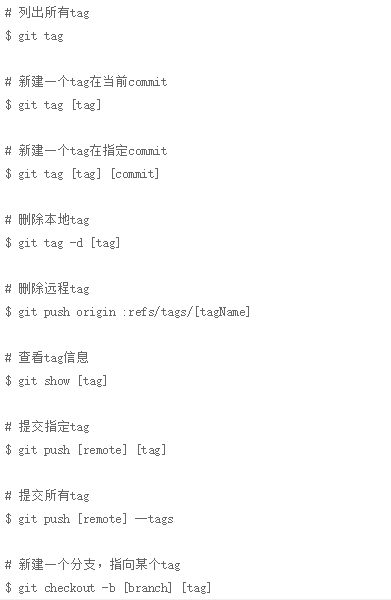 # 列出所有tag
$ git tag
# 新建一个tag在当前commit
$ git tag [tag]
# 新建一个tag在指定commit
$ git tag [tag] [commit]
# 删除本地tag
$ git tag -d [tag]
# 删除远程tag
$ git push origin :refs/tags/[tagName]
# 查看tag信息
$ git show [tag]
# 提交指定tag
$ git push [remote] [tag]
# 提交所有tag
$ git push [remote] --tags
# 新建一个分支，指向某个tag
$ git checkout -b [branch] [tag]